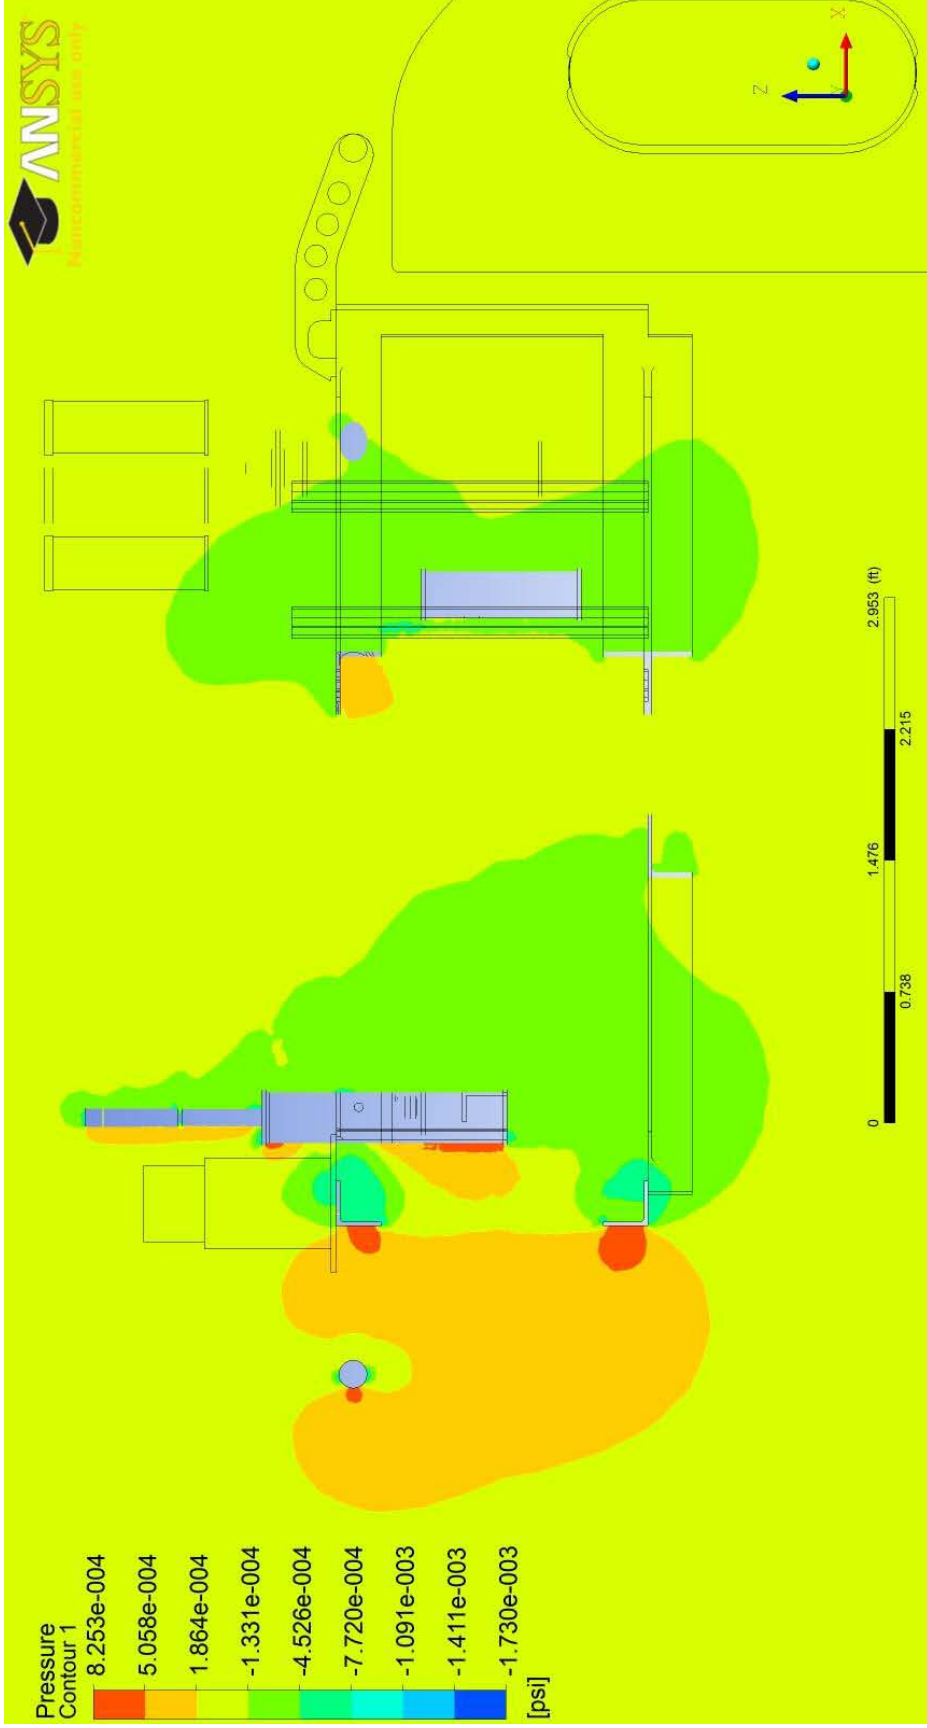 ANSYS
Noncommercial use only
Pressure
Contour 1
8.253e-004
5.058e-004
1.864e-004
-1.331e-004
-4.526e-004
-7.720e-004
-1.091e-003
-1.411e-003
-1.730e-003
[psi]
0
0.738
1.476
2.215
2.953 (ft)
Z
Y
X